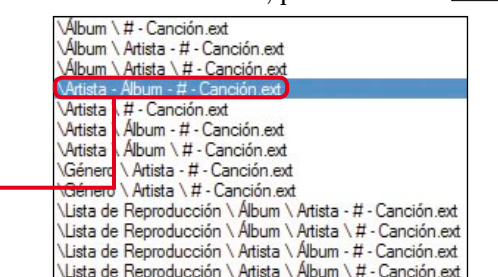 \Álbum \ # - Canción.ext
\Álbum \ Artista - # - Canción.ext
\Álbum \ Artista \ # - Canción.ext
\Artista - Álbum - # - Canción.ext
\Artista \ # - Canción.ext
\Artista \ Álbum - # - Canción.ext
\Artista \ Álbum \ # - Canción.ext
\Género \ Artista - # - Canción.ext
\Género \ Artista \ # - Canción.ext
\Lista de Reproducción \ Álbum \ Artista - # - Canción.ext
\Lista de Reproducción \ Álbum \ Artista \ # - Canción.ext
\Lista de Reproducción \ Artista \ Álbum - # - Canción.ext
\Lista de Reproducción \ Artista \ Álbum \ # - Canción.ext